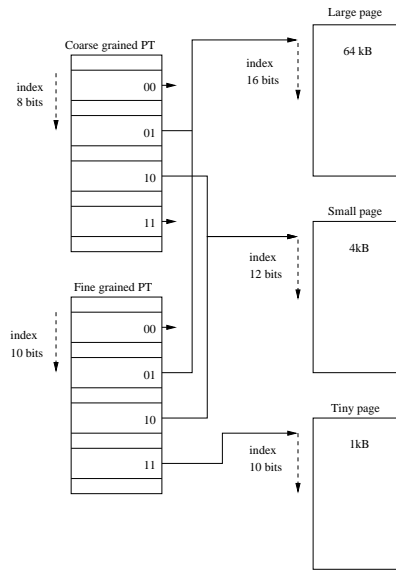 Coarse grained PT
index
8 bits
00
01
10
11
Fine grained PT
index
10 bits
00
01
10
11
Large page
64 kB
index
16 bits
Small page
4kB
index
12 bits
Tiny page
1kB
index
10 bits